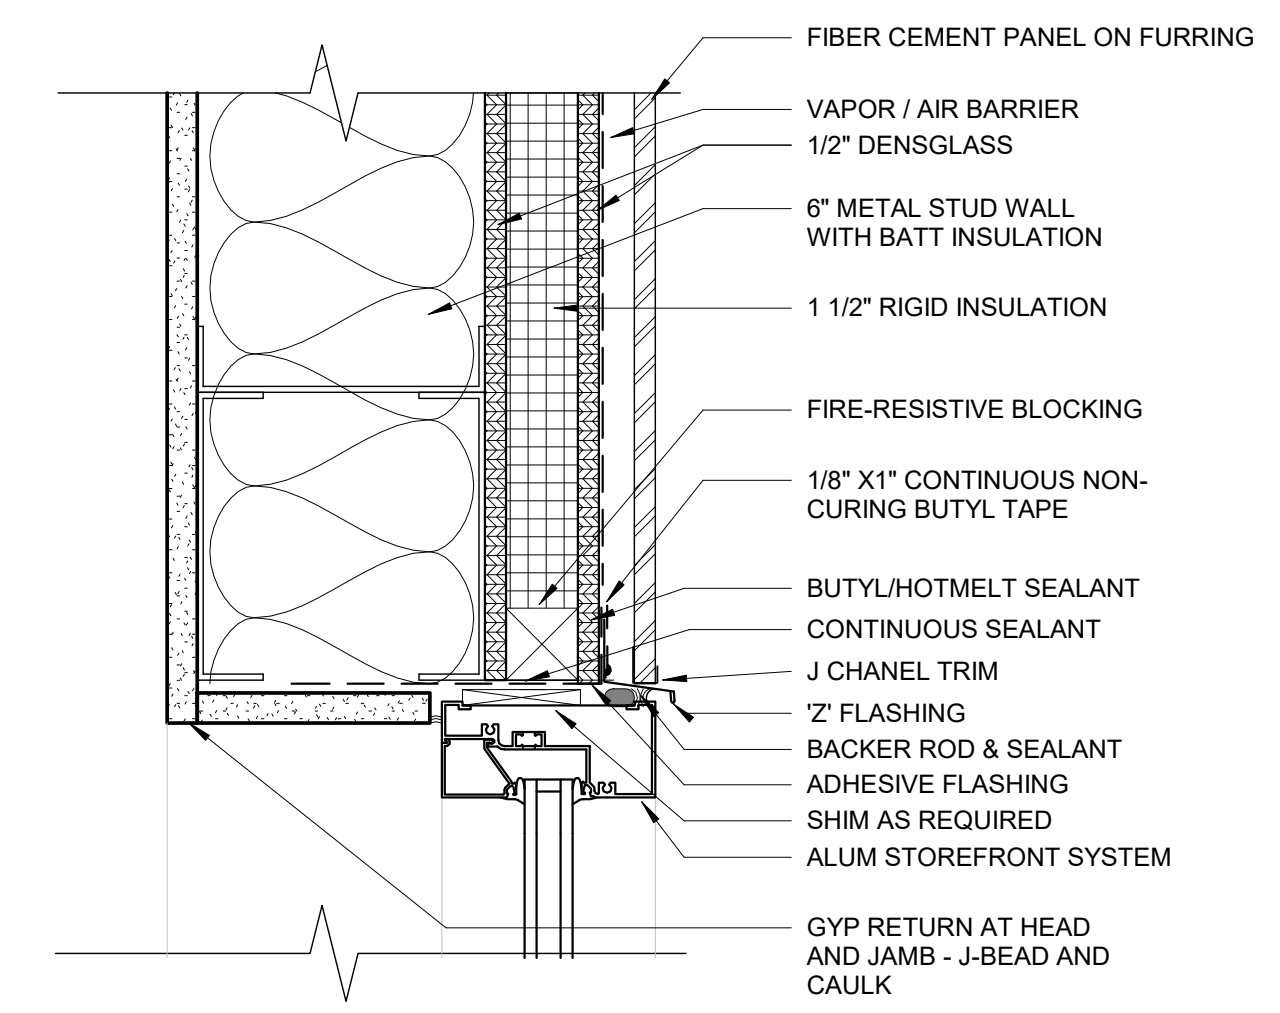 FIBER CEMENT PANEL ON FURRING
VAPOR / AIR BARRIER
1/2" DENSGLASS
6" METAL STUD WALL
WITH BATT INSULATION
1 1/2" RIGID INSULATION
FIRE-RESISTIVE BLOCKING
1/8" X1" CONTINUOUS NON-
CURING BUTYL TAPE
BUTYL/HOTMELT SEALANT
CONTINUOUS SEALANT
J CHANEL TRIM
'Z' FLASHING
BACKER ROD & SEALANT
ADHESIVE FLASHING
SHIM AS REQUIRED
ALUM STOREFRONT SYSTEM
GYP RETURN AT HEAD
AND JAMB - J-BEAD AND
CAULK